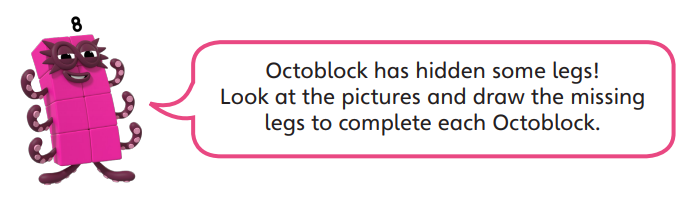 8
Octoblock has hidden some legs!
Look at the pictures and draw the missing
legs to complete each Octoblock.